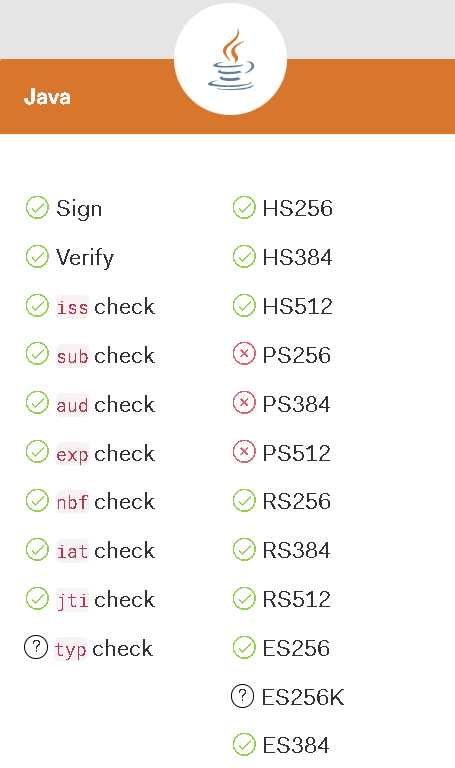 Java
Sign
Verify
iss check
sub check
aud check
exp check
nbf check
iat check
jti check
typ check
HS256
HS384
HS512
PS256
PS384
PS512
RS256
RS384
RS512
ES256
ES256K
ES384